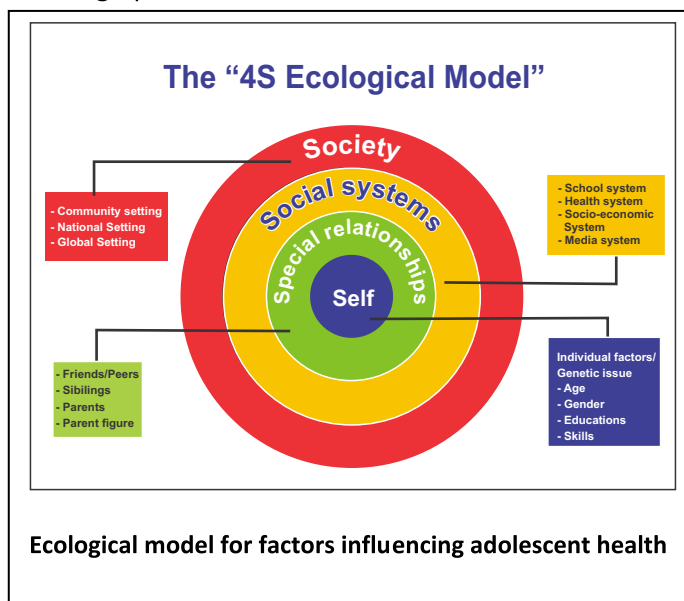 The “4S Ecological Model”
Society
Social systems
Special relationships
Self
- Community setting
- National Setting
- Global Setting
- School system
- Health system
- Socio-economic
System
- Media system
- Friends/Peers
- Sibilings
- Parents
- Parent figure
Individual factors/
Genetic issue
- Age
- Gender
- Educations
- Skills
Ecological model for factors influencing adolescent health